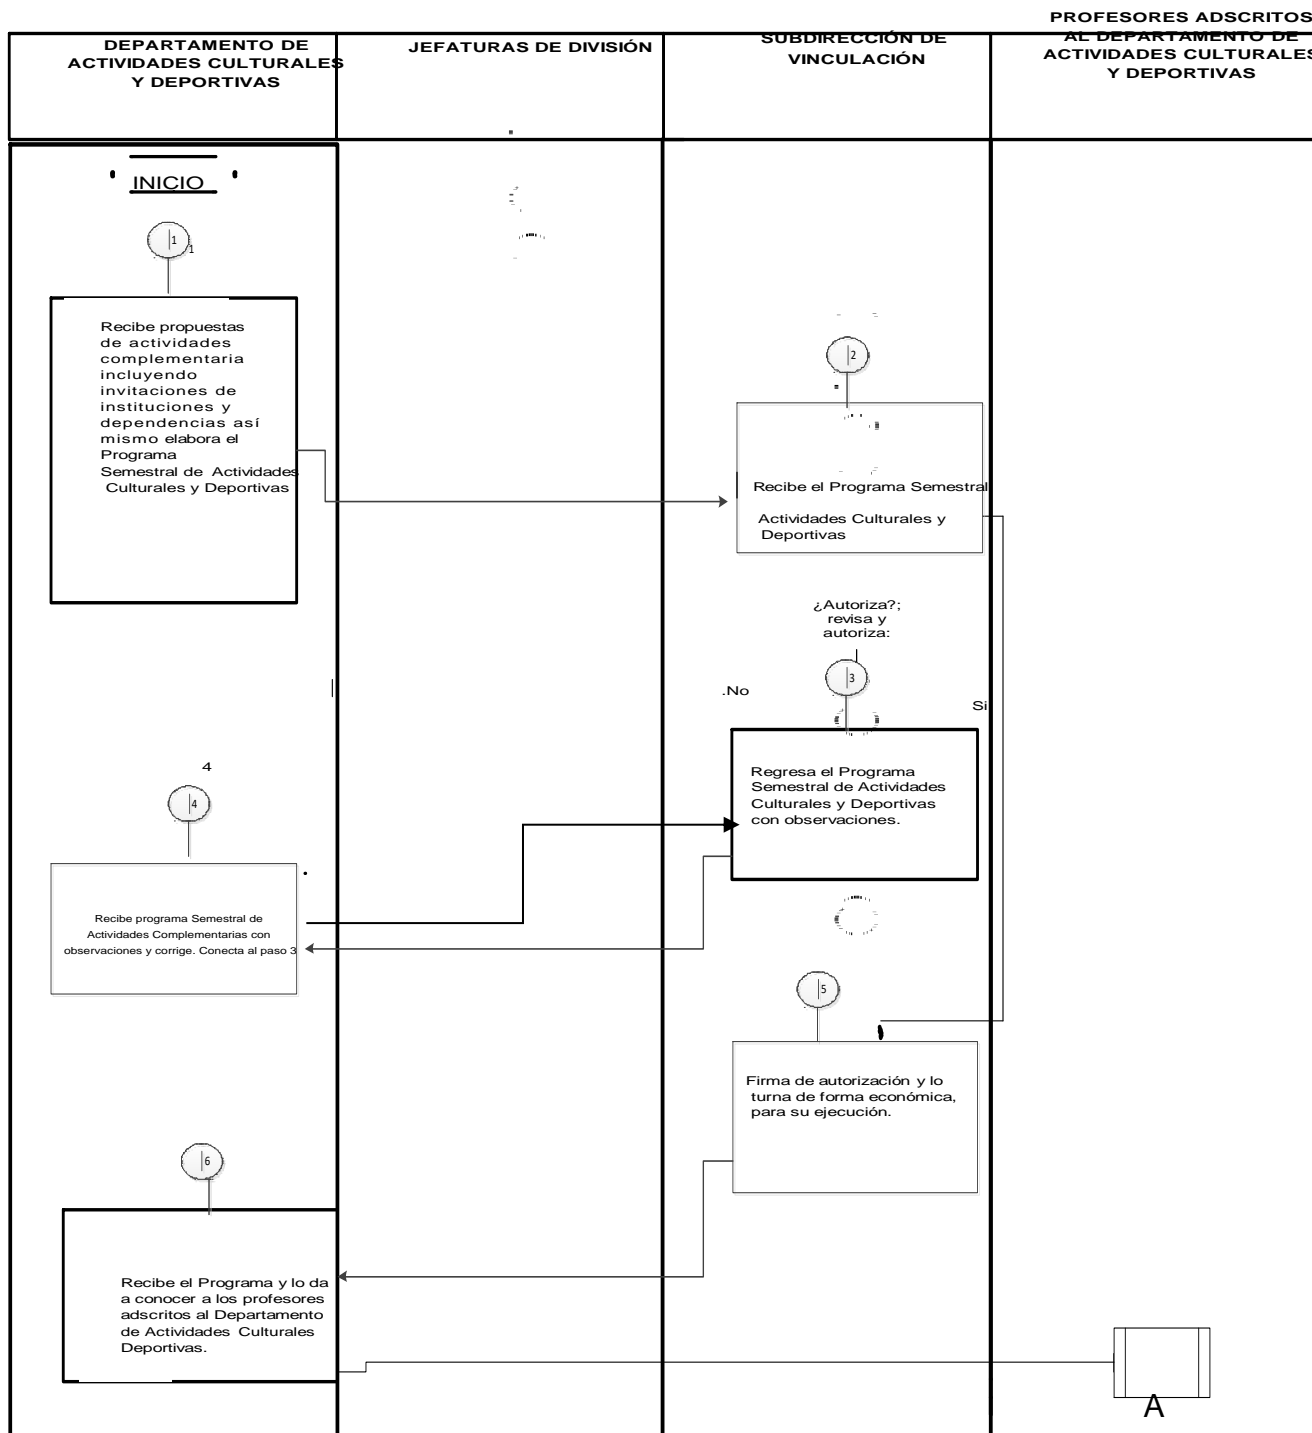 DEPARTAMENTO DE
ACTIVIDADES CULTURALES
Y DEPORTIVAS
JEFATURAS DE DIVISIÓN
SUBDIRECCIÓN DE
VINCULACIÓN
PROFESORES ADSCRITOS
AL DEPARTAMENTO DE
ACTIVIDADES CULTURALES
Y DEPORTIVAS
INICIO
1
1
Recibe propuestas
de actividades
complementaria
incluyendo
invitaciones de
instituciones y
dependencias así
mismo elabora el
Programa
Semestral de Actividades
Culturales y Deportivas
2
Recibe el Programa Semestral
Actividades Culturales y
Deportivas
¿Autoriza?;
revisa y
autoriza:
3
.No
Si
Regresa el Programa
Semestral de Actividades
Culturales y Deportivas
con observaciones.
4
4
Recibe programa Semestral de
Actividades Complementarias con
observaciones y corrige. Conecta al paso 3
5
Firma de autorización y lo
turna de forma económica,
para su ejecución.
6
Recibe el Programa y lo da
a conocer a los profesores
adscritos al Departamento
de Actividades Culturales
Deportivas.
A